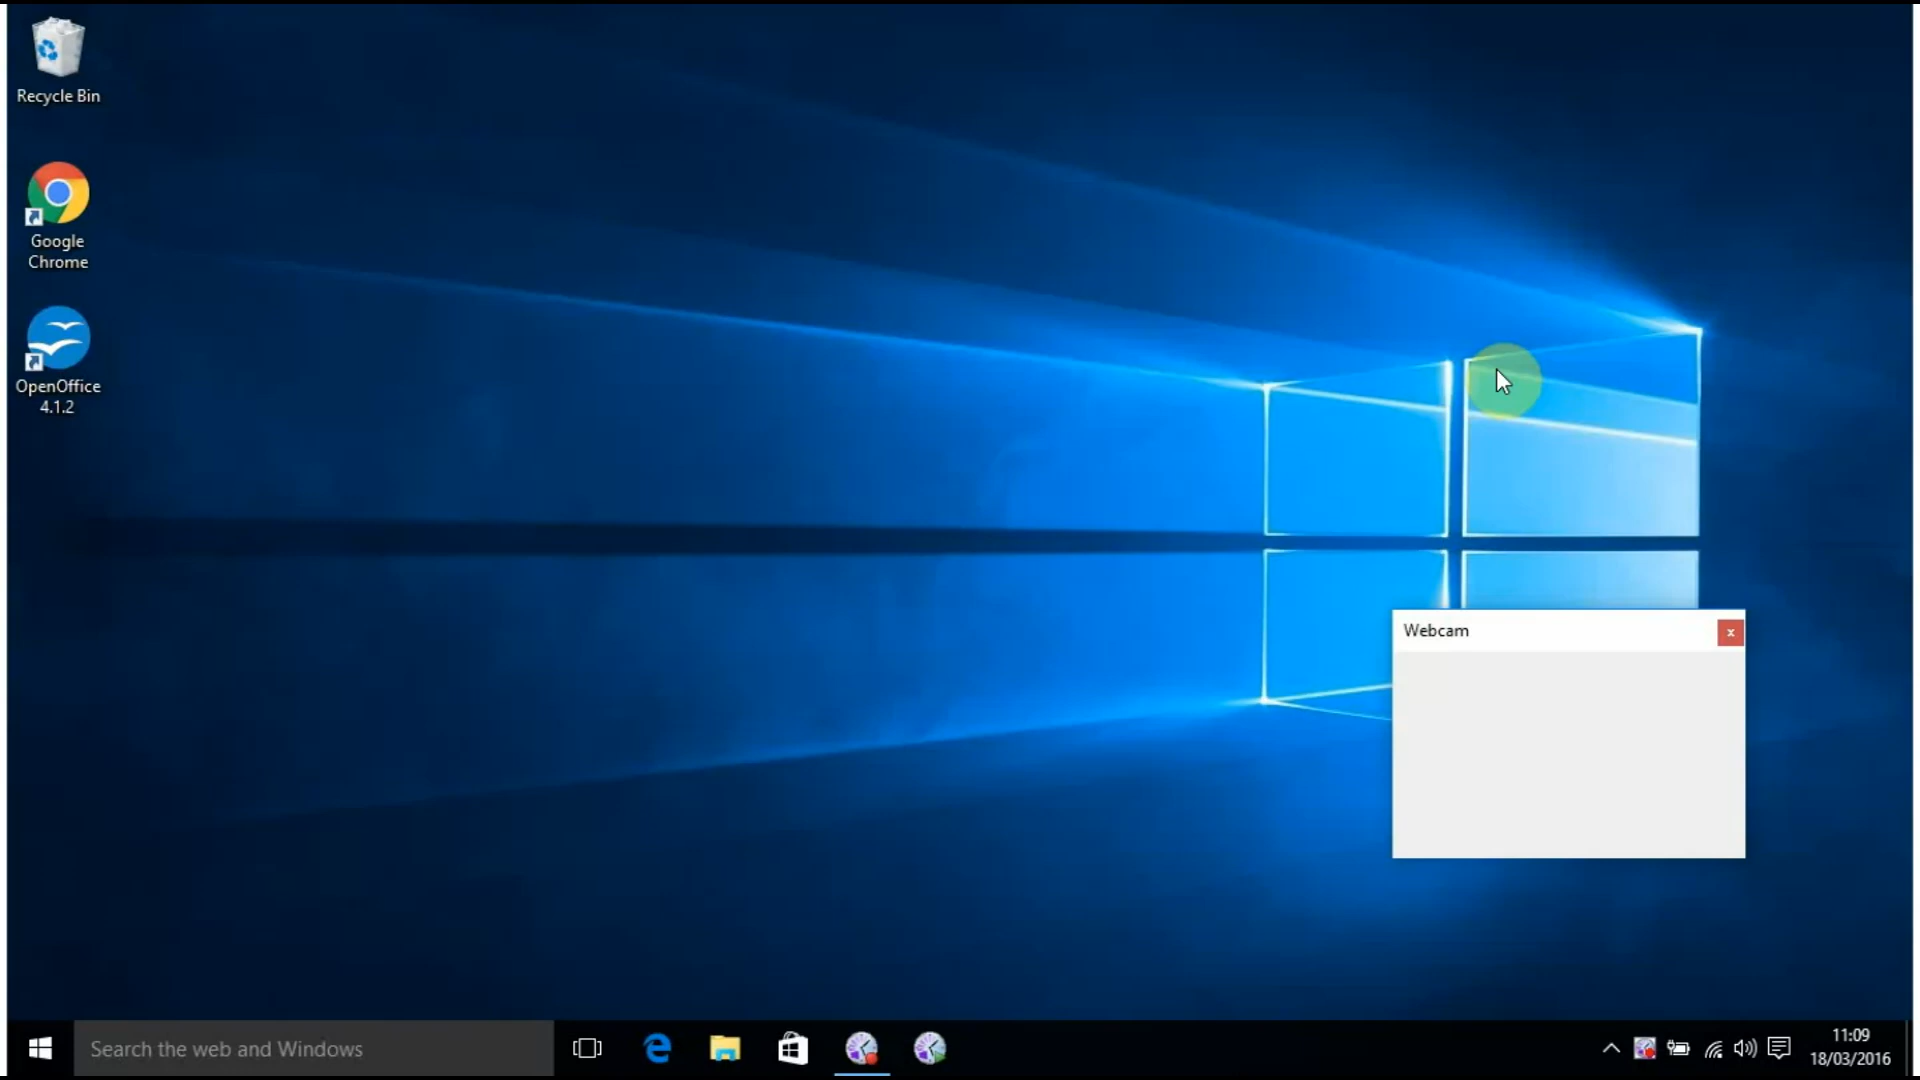 Recycle Bin
Google
Chrome
OpenOffice
4.1.2
Webcam
x
Search the web and Windows
11:09
18/03/2016